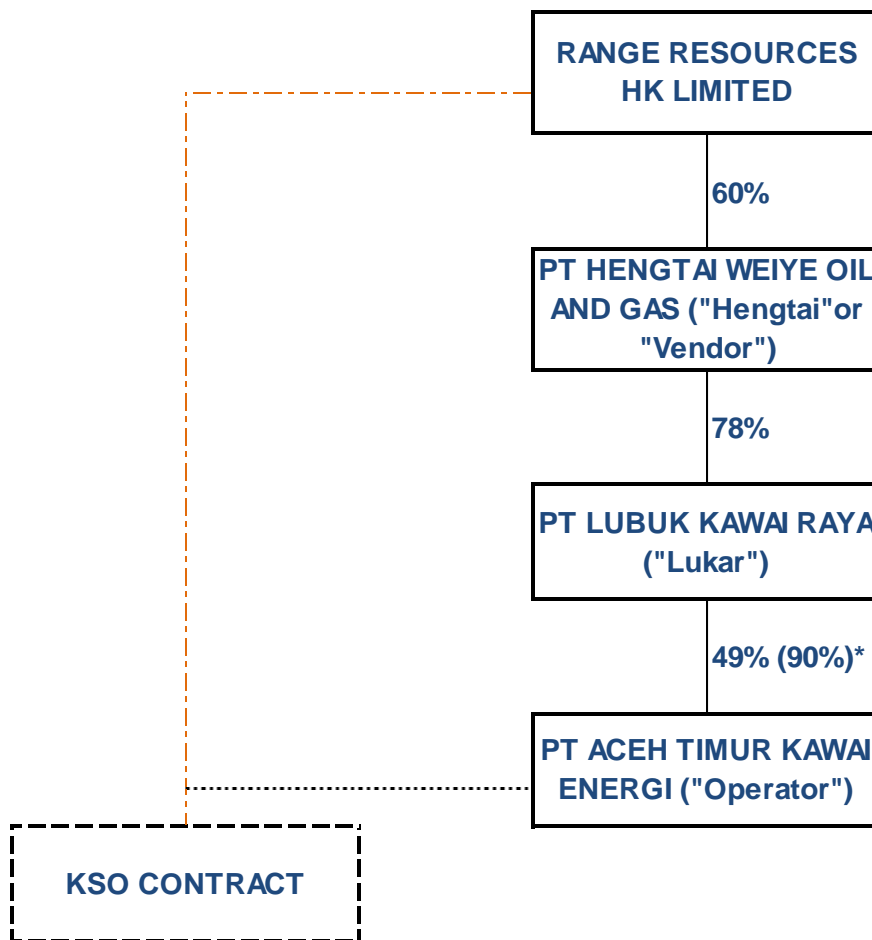 RANGE RESOURCES
HK LIMITED
60%
PT HENGTAI WEIYE OIL
AND GAS ("Hengtai"or
"Vendor")
78%
PT LUBUK KAWAI RAYA
("Lukar")
49% (90%)*
PT ACEH TIMUR KAWAI
ENERGI ("Operator")
KSO CONTRACT